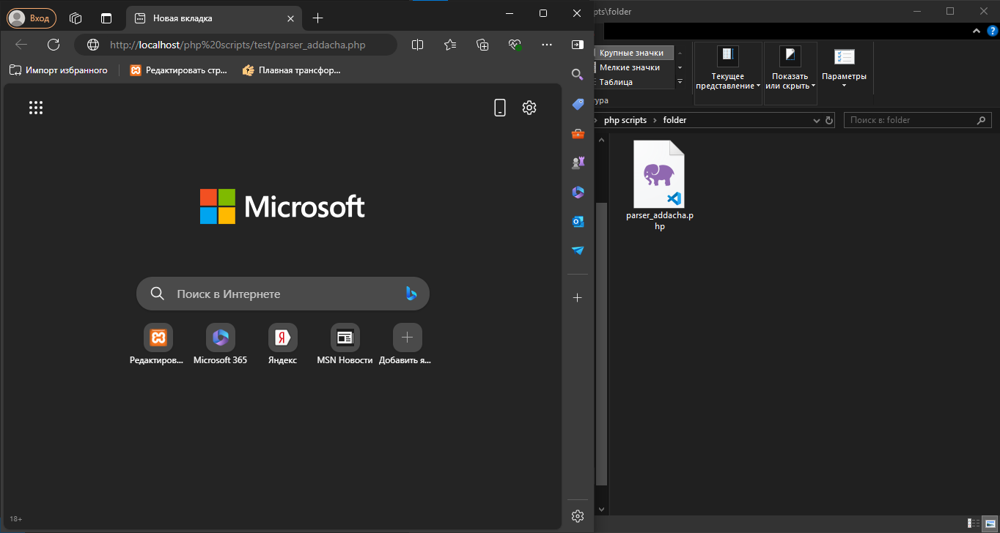 Вход
Новая вкладка
http://localhost/php%20scripts/test/parser_addacha.php
Импорт избранного
Редактировать стр...
Плавная трансфор...
Microsoft
Поиск в Интернете
Редактиров...
Microsoft 365
Яндекс
MSN Новости
Добавить я...
18+
pts\folder
Крупные значки
Мелкие значки
Таблица
Текущее
представление
Показать
или скрыть
Параметры
тура
php scripts > folder
Поиск в: folder
parser_addacha.p
hp